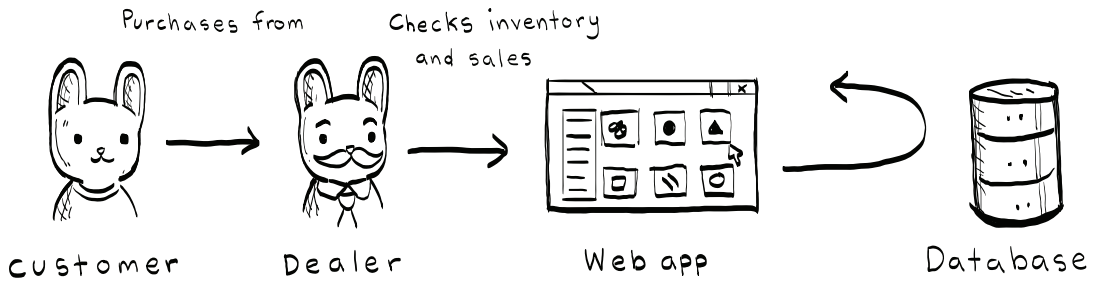 Purchases from
Checks inventory
and sales
Customer
Dealer
Web app
Database